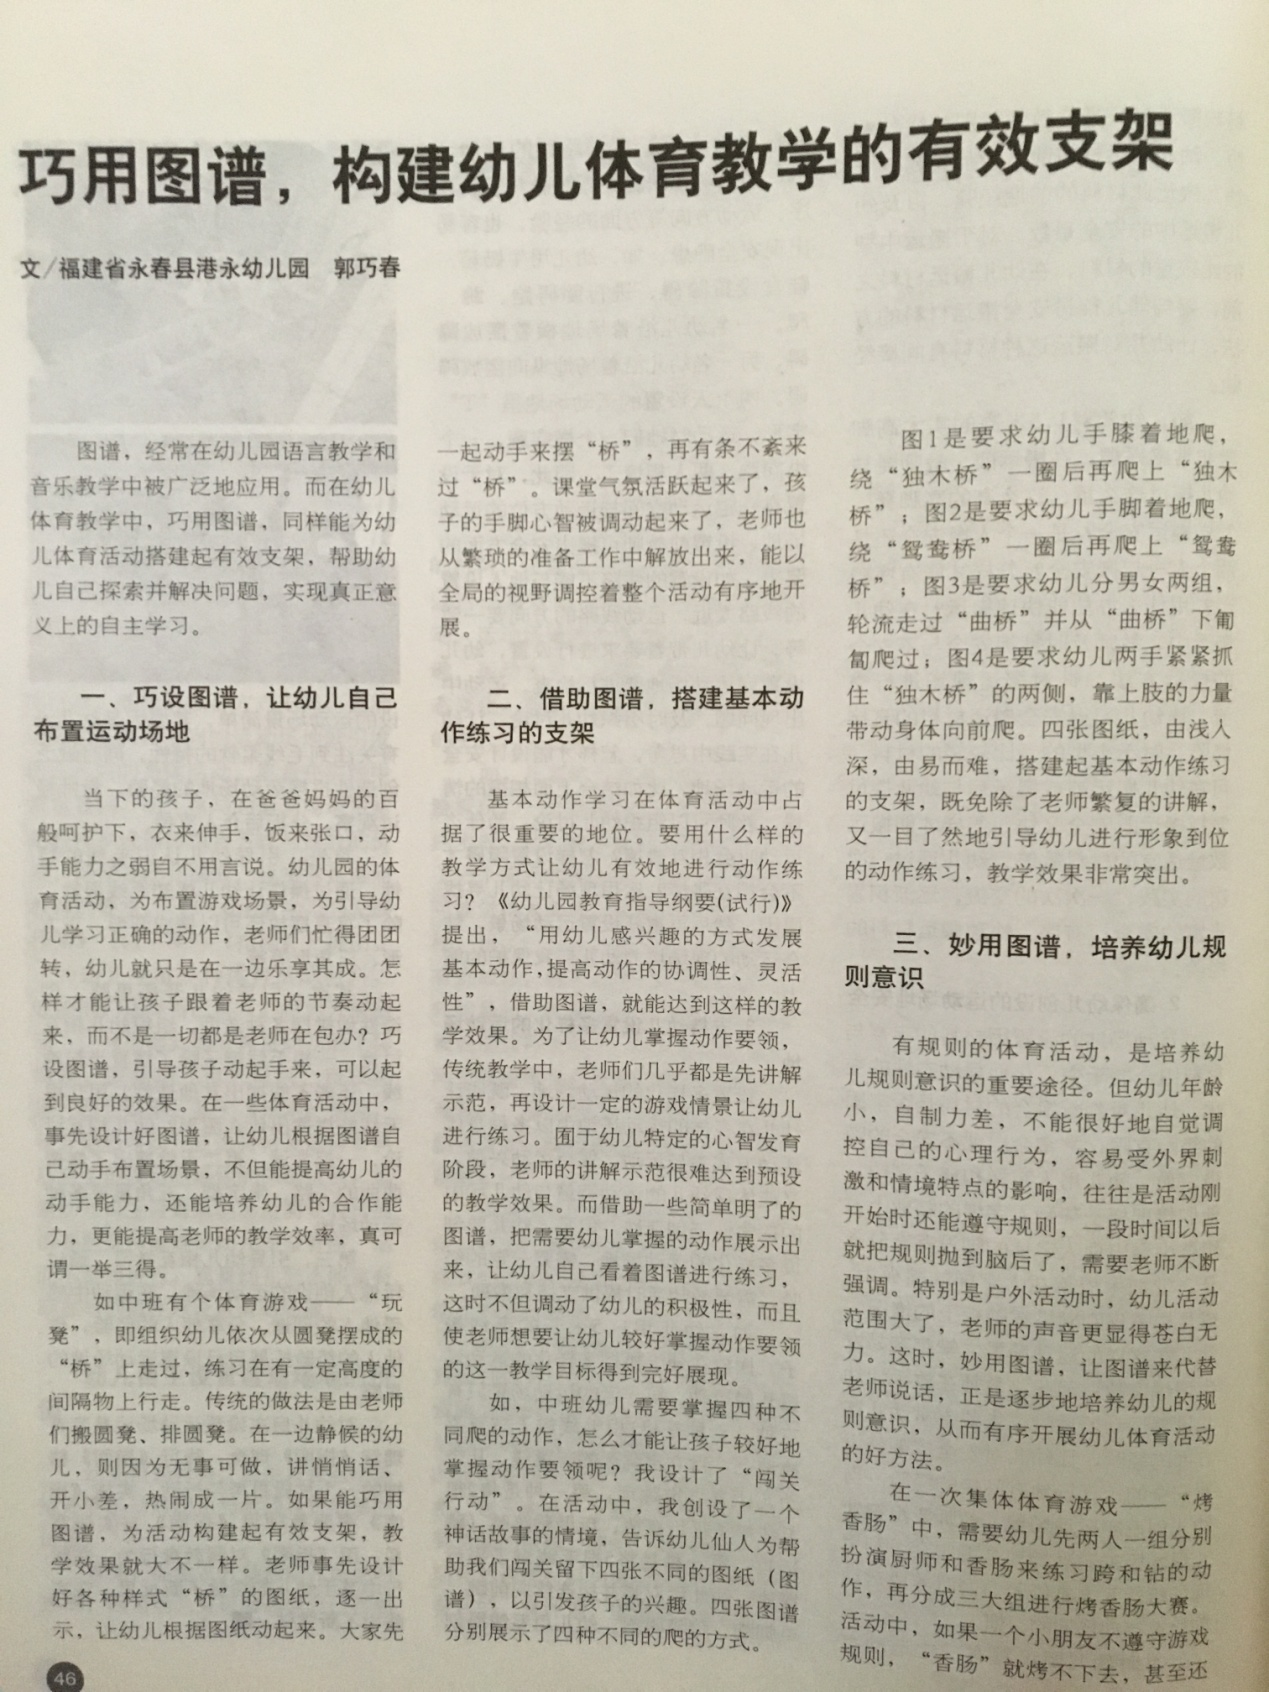 巧用图谱，构建幼儿体育教学的有效支架
文/福建省永春县港永幼儿园　郭巧春
图谱，经常在幼儿园语言教学和
音乐教学中被广泛地应用。而在幼儿
体育教学中，巧用图谱，同样能为幼
儿体育活动搭建起有效支架，帮助幼
儿自己探索并解决问题，实现真正意
义上的自主学习。
一、巧设图谱，让幼儿自己
布置运动场地
当下的孩子，在爸爸妈妈的百
般呵护下，衣来伸手，饭来张口，动
手能力之弱自不用言说。幼儿园的体
育活动，为布置游戏场景，为引导幼
儿学习正确的动作，老师们忙得团团
转，幼儿就只是在一边乐享其成。怎
样才能让孩子跟着老师的节奏动起
来，而不是一切都是老师在包办？巧
设图谱，引导孩子动起手来，可以起
到良好的效果。在一些体育活动中，
事先设计好图谱，让幼儿根据图谱自
己动手布置场景，不但能提高幼儿的
动手能力，还能培养幼儿的合作能
力，更能提高老师的教学效率，真可
谓一举三得。
如中班有个体育游戏——“玩
凳”，即组织幼儿依次从圆凳摆成的
“桥”上走过，练习在有一定高度的
间隔物上行走。传统的做法是由老师
们搬圆凳、排圆凳。在一边静候的幼
儿，则因为无事可做，讲悄悄话、
开小差，热闹成一片。如果能巧用
图谱，为活动构建起有效支架，教
学效果就大不一样。老师事先设计
好各种样式“桥”的图纸，逐一出
示，让幼儿根据图纸动起来。大家先
一起动手来摆“桥”，再有条不紊来
过“桥”。课堂气氛活跃起来了，孩
子的手脚心智被调动起来了，老师也
从繁琐的准备工作中解放出来，能以
全局的视野调控着整个活动有序地开
展。
二、借助图谱，搭建基本动
作练习的支架
基本动作学习在体育活动中占
据了很重要的地位。要用什么样的
教学方式让幼儿有效地进行动作练
习？《幼儿园教育指导纲要(试行)》
提出，“用幼儿感兴趣的方式发展
基本动作，提高动作的协调性、灵活
性”，借助图谱，就能达到这样的教
学效果。为了让幼儿掌握动作要领，
传统教学中，老师们几乎都是先讲解
示范，再设计一定的游戏情景让幼儿
进行练习。囿于幼儿特定的心智发育
阶段，老师的讲解示范很难达到预设
的教学效果。而借助一些简单明了的
图谱，把需要幼儿掌握的动作展示出
来，让幼儿自己看着图谱进行练习，
这时不但调动了幼儿的积极性，而且
使老师想要让幼儿较好掌握动作要领
的这一教学目标得到完好展现。
如，中班幼儿需要掌握四种不
同爬的动作，怎么才能让孩子较好地
掌握动作要领呢？我设计了“闯关
行动”。在活动中，我创设了一个
神话故事的情境，告诉幼儿仙人为帮
助我们闯关留下四张不同的图纸（图
谱），以引发孩子的兴趣。四张图谱
分别展示了四种不同的爬的方式。
图1是要求幼儿手膝着地爬，
绕“独木桥”一圈后再爬上“独木
桥”；图2是要求幼儿手脚着地爬，
绕“鸳鸯桥”一圈后再爬上“鸳鸯
桥”；图3是要求幼儿分男女两组，
轮流走过“曲桥”并从“曲桥”下匍
匐爬过；图4是要求幼儿两手紧紧抓
住“独木桥”的两侧，靠上肢的力量
带动身体向前爬。四张图纸，由浅入
深，由易而难，搭建起基本动作练习
的支架，既免除了老师繁复的讲解，
又一目了然地引导幼儿进行形象到位
的动作练习，教学效果非常突出。
三、妙用图谱，培养幼儿规
则意识
有规则的体育活动，是培养幼
儿规则意识的重要途径。但幼儿年龄
小，自制力差，不能很好地自觉调
控自己的心理行为，容易受外界刺
激和情境特点的影响，往往是活动刚
开始时还能遵守规则，一段时间以后
就把规则抛到脑后了，需要老师不断
强调。特别是户外活动时，幼儿活动
范围大了，老师的声音更显得苍白无
力。这时，妙用图谱，让图谱来代替
老师说话，正是逐步地培养幼儿的规
则意识，从而有序开展幼儿体育活动
的好方法。
在一次集体体育游戏——“烤
香肠”中，需要幼儿先两人一组分别
扮演厨师和香肠来练习跨和钻的动
作，再分成三大组进行烤香肠大赛。
活动中，如果一个小朋友不遵守游戏
规则，“香肠”就烤不下去，甚至还
46